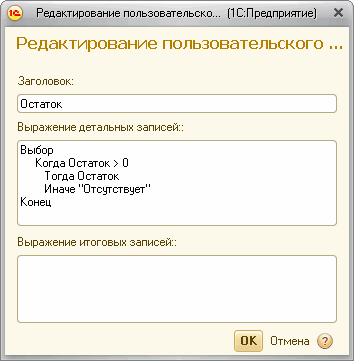 Редактирование пользовательско... (1С:Предприятие)
Редактирование пользовательского ...
Заголовок:
Остаток
Выражение детальных записей::
Выбор
Когда Остаток > 0
Тогда Остаток
Иначе "Отсутствует"
Конец
Выражение итоговых записей::
ОК Отмена ?